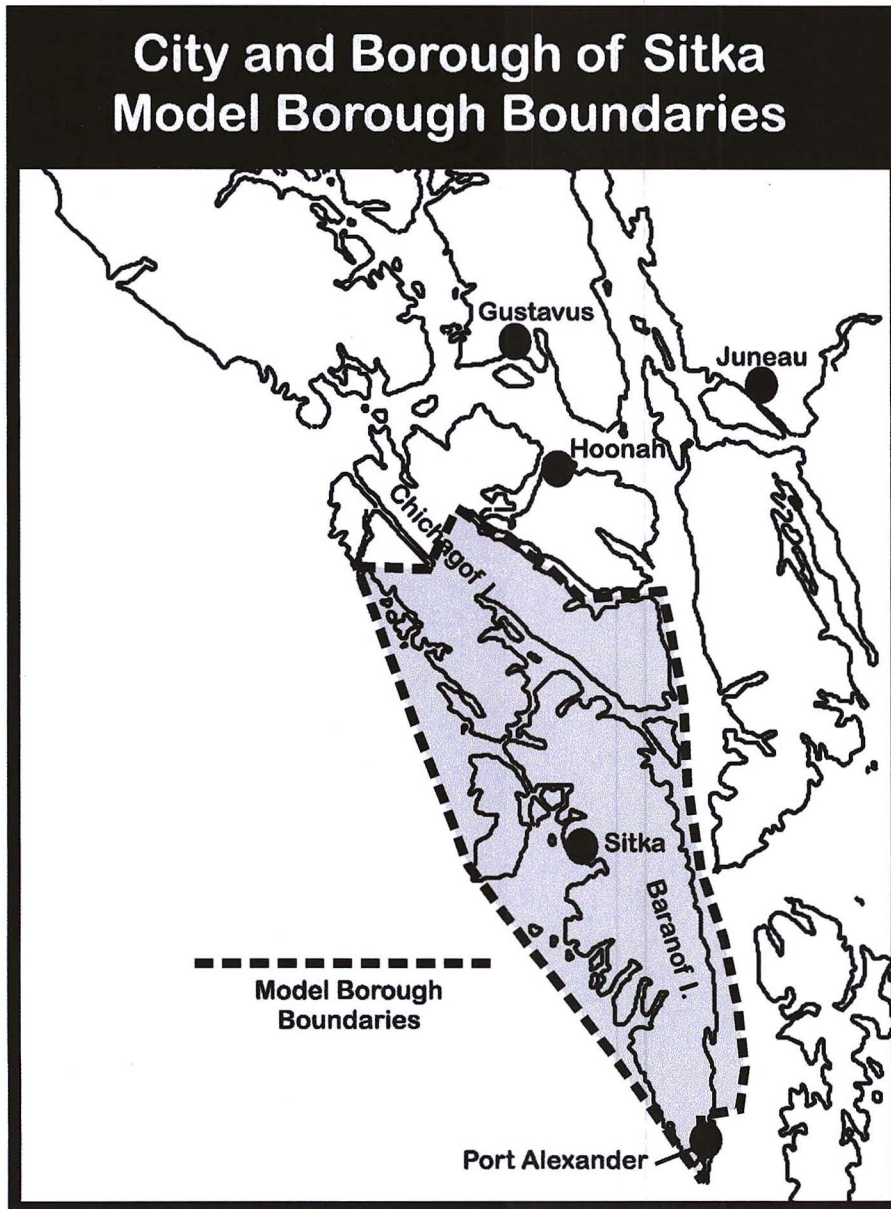 City and Borough of Sitka
Model Borough Boundaries
Gustavus
Juneau
Hoonah
Chichagof I.
Sitka
Baranof I.
Model Borough
Boundaries
Port Alexander